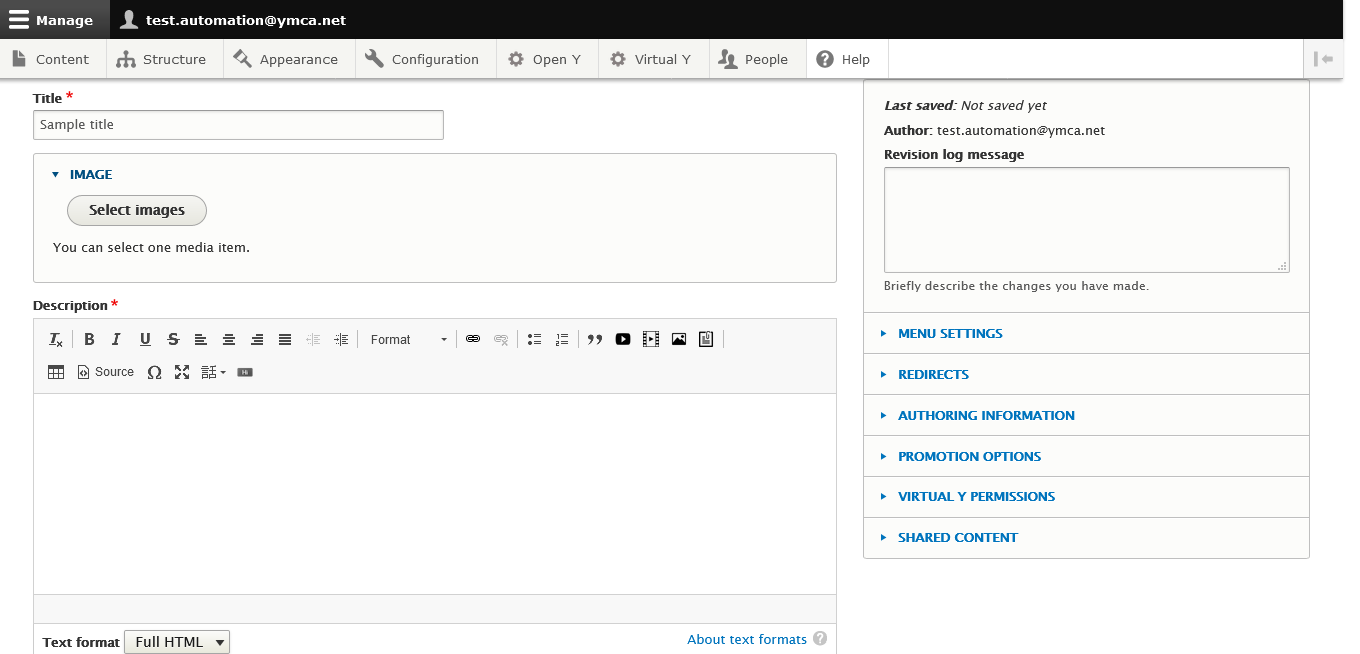 Manage test.automation@ymca.net
Content Structure Appearance Configuration Open Y Virtual Y People Help
Title *
Sample title
IMAGE
Select images
You can select one media item.
Description *
Format
Source
Text format Full HTML
About text formats
Last saved: Not saved yet
Author: test.automation@ymca.net
Revision log message
Briefly describe the changes you have made.
MENU SETTINGS
REDIRECTS
AUTHORING INFORMATION
PROMOTION OPTIONS
VIRTUAL Y PERMISSIONS
SHARED CONTENT